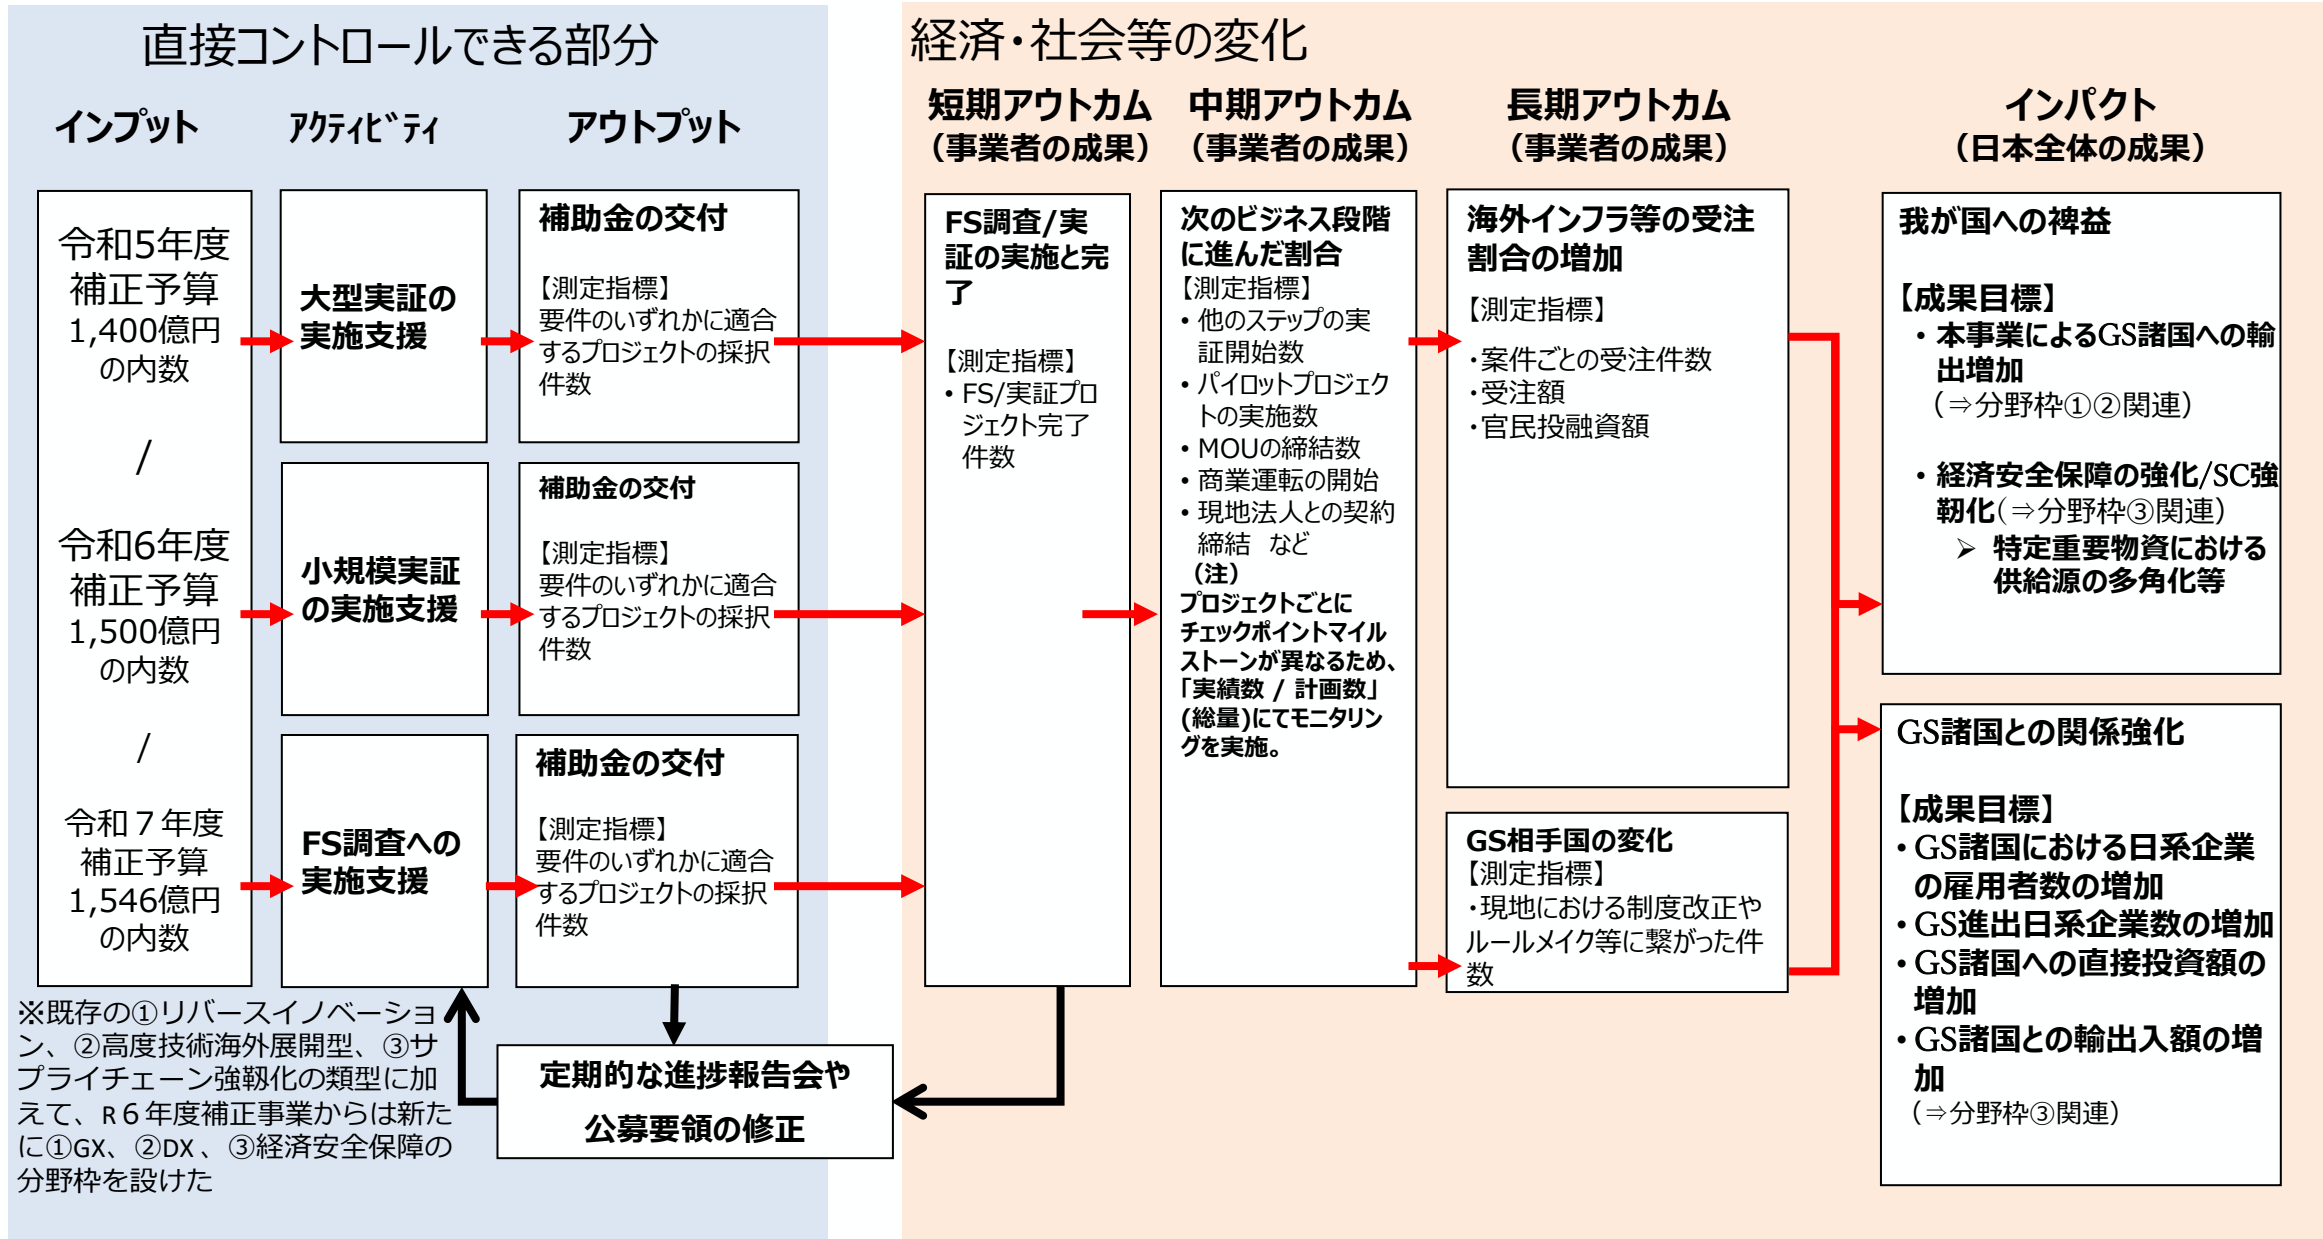 直接コントロールできる部分
インプット
ｱｸﾃｨﾋﾞﾃｨ
アウトプット
令和5年度
補正予算
1,400億円
の内数
/
令和6年度
補正予算
1,500億円
の内数
/
令和７年度
補正予算
1,546億円
の内数
大型実証の
実施支援
小規模実証
の実施支援
FS調査への
実施支援
補助金の交付
【測定指標】
要件のいずれかに適合
するプロジェクトの採択
件数
補助金の交付
【測定指標】
要件のいずれかに適合
するプロジェクトの採択
件数
補助金の交付
【測定指標】
要件のいずれかに適合
するプロジェクトの採択
件数
※既存の①リバースイノベーショ
ン、②高度技術海外展開型、③サ
プライチェーン強靱化の類型に加
えて、R６年度補正事業からは新た
に①GX、②DX、③経済安全保障の
分野枠を設けた
定期的な進捗報告会や
公募要領の修正
経済・社会等の変化
短期アウトカム
（事業者の成果）
中期アウトカム
（事業者の成果）
長期アウトカム
（事業者の成果）
インパクト
（日本全体の成果）
FS調査/実
証の実施と完
了
【測定指標】
• FS/実証プロ
ジェクト完了
件数
次のビジネス段階
に進んだ割合
【測定指標】
• 他のステップの実
証開始数
• パイロットプロジェク
トの実施数
• MOUの締結数
• 商業運転の開始
• 現地法人との契約
締結　など
（注）
プロジェクトごとに
チェックポイントマイル
ストーンが異なるため、
「実績数 / 計画数」
(総量)にてモニタリン
グを実施。
海外インフラ等の受注
割合の増加
【測定指標】
・案件ごとの受注件数
・受注額
・官民投融資額
GS相手国の変化
【測定指標】
・現地における制度改正や
ルールメイク等に繋がった件
数
我が国への裨益
【成果目標】
・本事業によるGS諸国への輸
出増加
（⇒分野枠①②関連）
・経済安全保障の強化/SC強
靭化（⇒分野枠③関連）
➢ 特定重要物資における
供給源の多角化等
GS諸国との関係強化
【成果目標】
・GS諸国における日系企業
の雇用者数の増加
・GS進出日系企業数の増加
・GS諸国への直接投資額の
増加
・GS諸国との輸出入額の増
加
（⇒分野枠③関連）